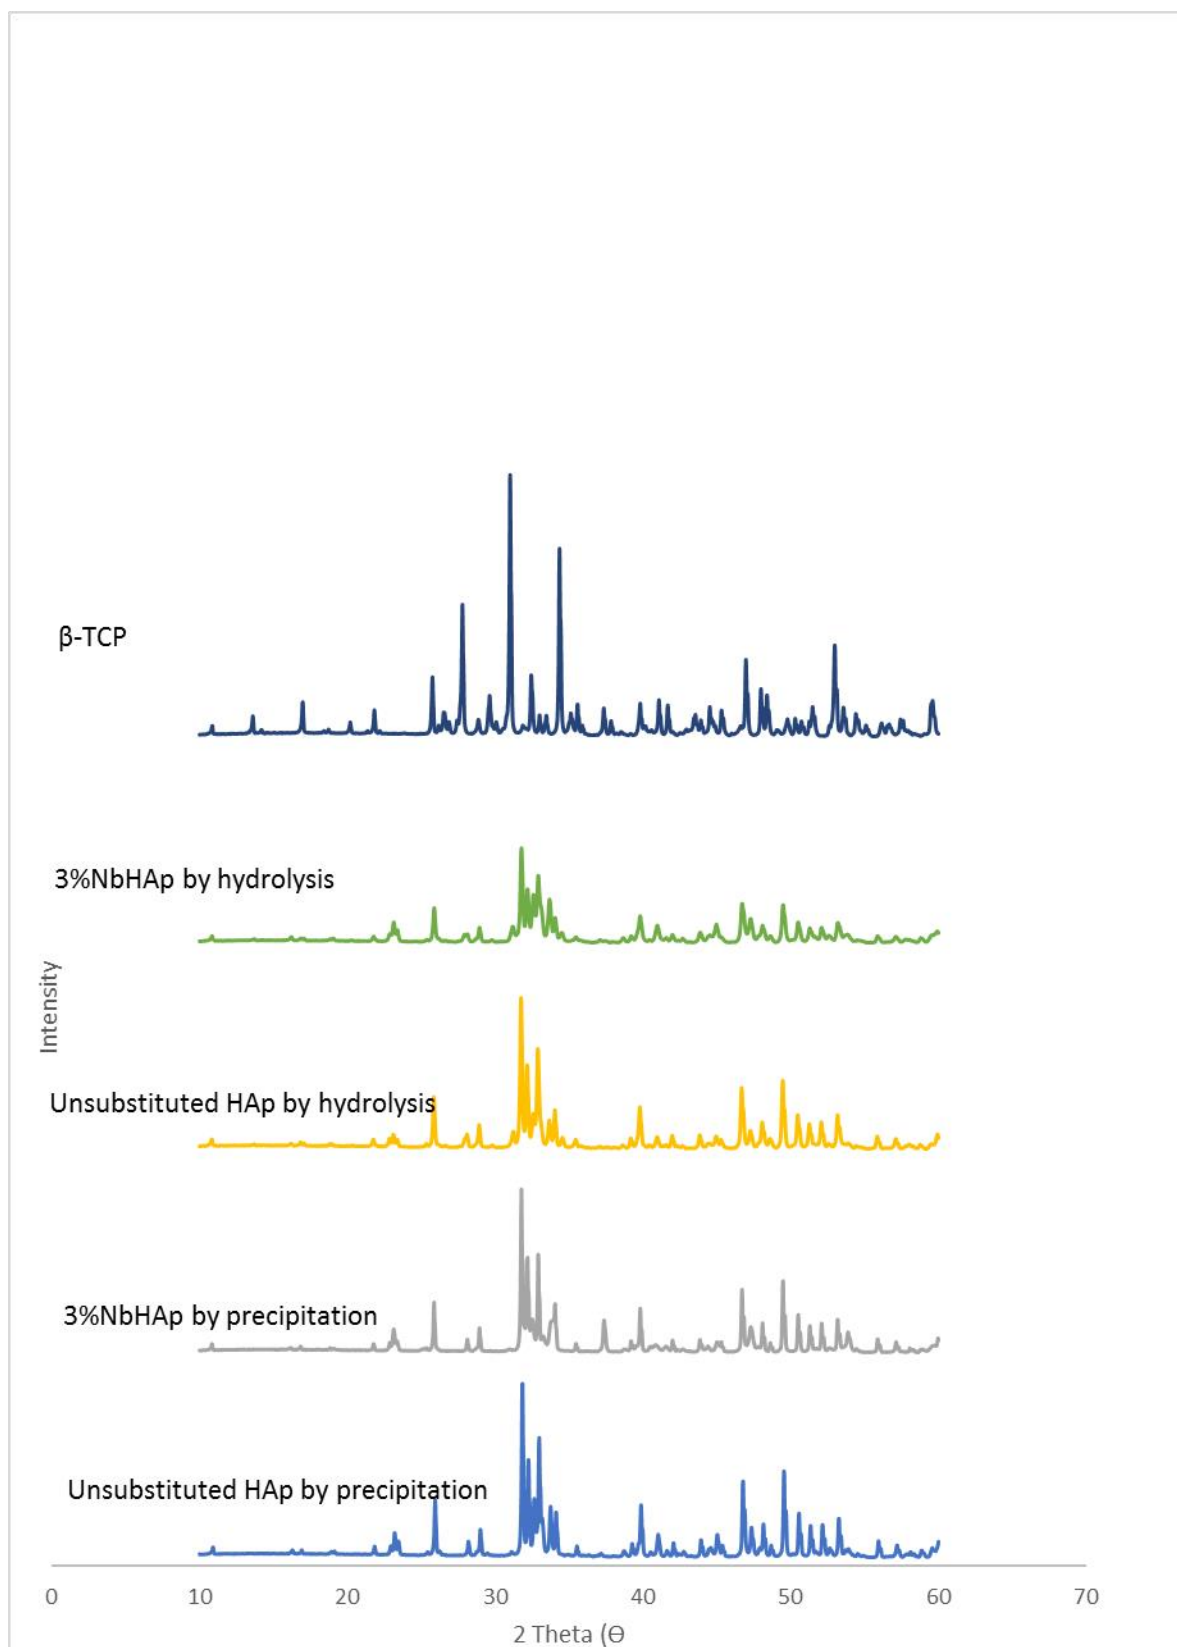 β-TCP
3%NbHAp by hydrolysis
Intensity
Unsubstituted HAp by hydrolysis
3%NbHAp by precipitation
Unsubstituted HAp by precipitation
0 10 20 30 40 50 60 70
2 Theta (Ө